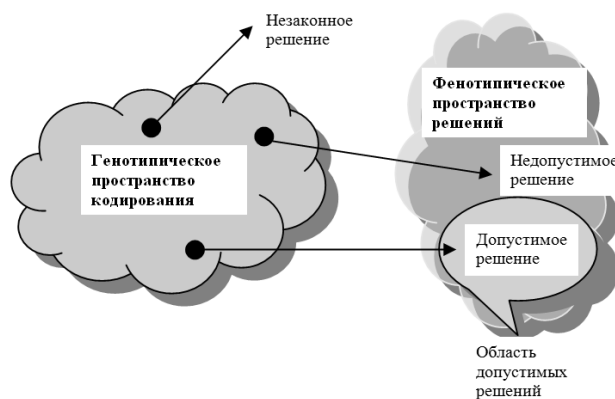 Незаконное
решение
Генотипическое
пространство
кодирования
Фенотипическое
пространство
решений
Недопустимое
решение
Допустимое
решение
Область
допустимых
решений